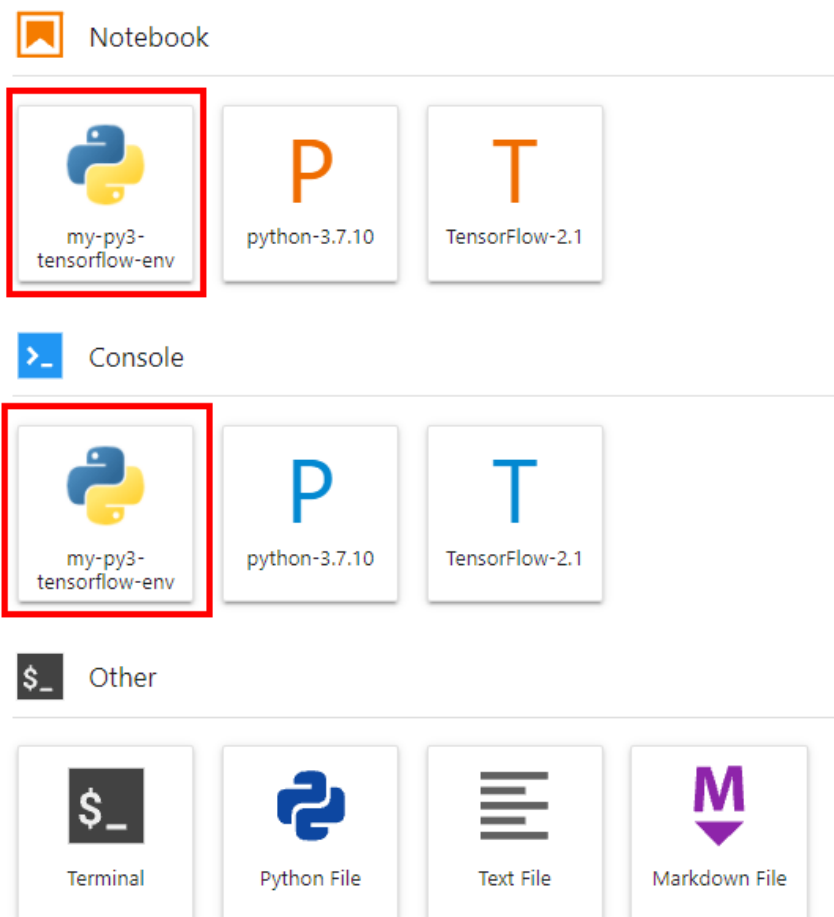 Notebook
my-py3-
tensorflow-env
P
python-3.7.10
T
TensorFlow-2.1
>_
Console
my-py3-
tensorflow-env
P
python-3.7.10
T
TensorFlow-2.1
$_
Other
$_
Terminal
Python File
Text File
M
Markdown File